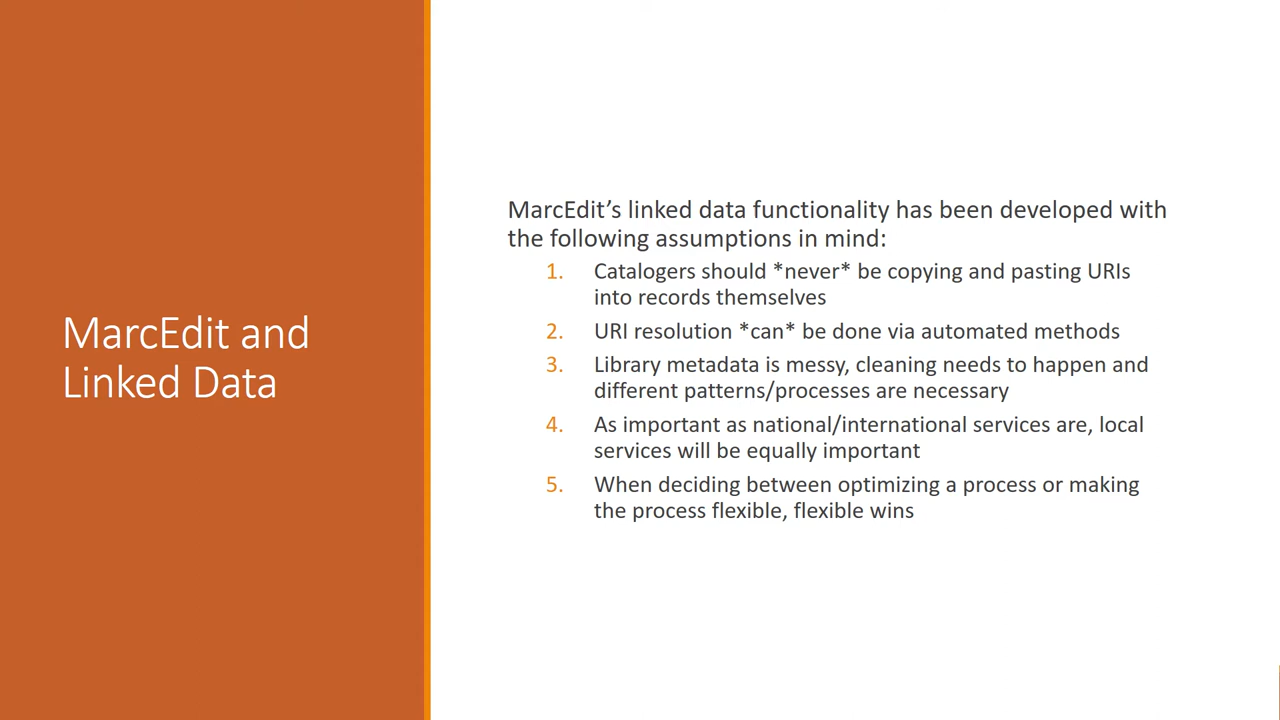 MarcEdit and
Linked Data
MarcEdit’s linked data functionality has been developed with
the following assumptions in mind:
1. Catalogers should *never* be copying and pasting URIs
into records themselves
2. URI resolution *can* be done via automated methods
3. Library metadata is messy, cleaning needs to happen and
different patterns/processes are necessary
4. As important as national/international services are, local
services will be equally important
5. When deciding between optimizing a process or making
the process flexible, flexible wins